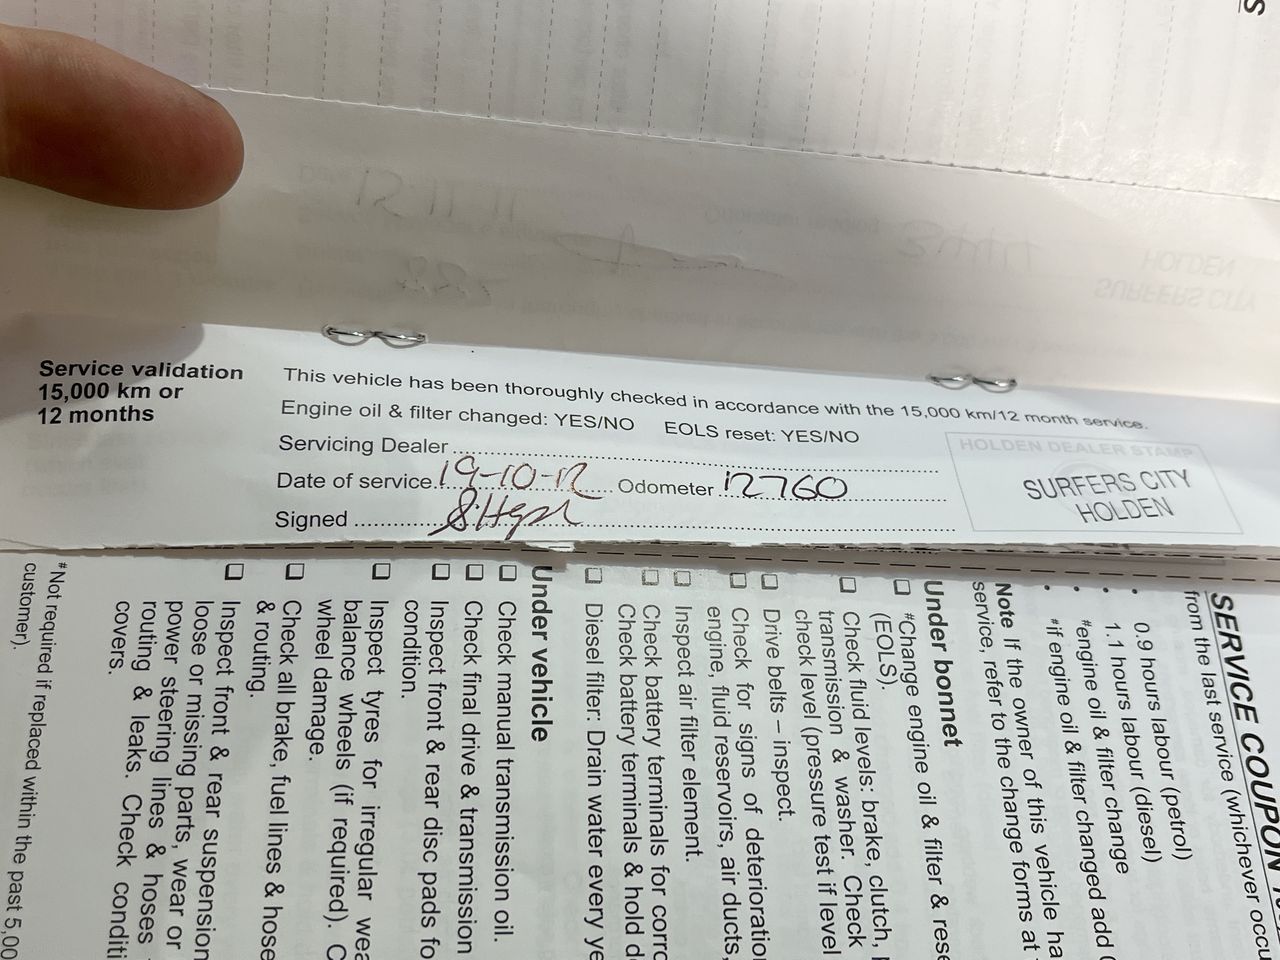 Service validation
15,000 km or
12 months
This vehicle has been thoroughly checked in accordance with the 15,000 km/12 month service.
Engine oil & filter changed: YES/NO EOLS reset: YES/NO
Servicing Dealer
Date of service 19-10-12 Odometer 12760
Signed
HOLDEN DEALER STAMP
SURFERS CITY
HOLDEN
SERVICE COUPON
from the last service (whichever occu
• 0.9 hours labour (petrol)
• 1.1 hours labour (diesel)
• #engine oil & filter change
• #if engine oil & filter changed add
Note If the owner of this vehicle ha
service, refer to the change forms at
Under bonnet
☐ #Change engine oil & filter & rese
(EOLS).
☐ Check fluid levels: brake, clutch,
transmission & washer. Check
check level (pressure test if level
☐ Drive belts – inspect.
☐ Check for signs of deterioration
engine, fluid reservoirs, air ducts,
☐ Inspect air filter element.
☐ Check battery terminals for corro
Check battery terminals & hold d
☐ Diesel filter: Drain water every ye
Under vehicle
☐ Check manual transmission oil.
☐ Check final drive & transmission
☐ Inspect front & rear disc pads fo
condition.
☐ Inspect tyres for irregular wea
balance wheels (if required). C
wheel damage.
☐ Check all brake, fuel lines & hose
& routing.
☐ Inspect front & rear suspension
loose or missing parts, wear or
power steering lines & hoses
routing & leaks. Check conditi
covers.
#Not required if replaced within the past 5,00
customer).